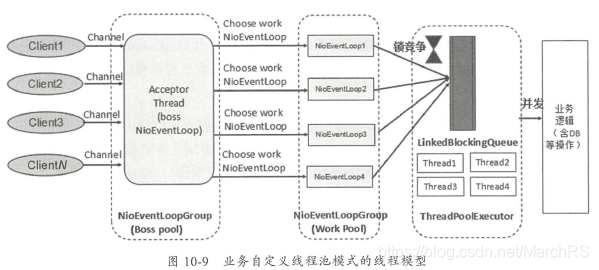 Client1
Client2
Client3
ClientN
Channel
Channel
Channel
Channel
Acceptor
Thread
(boss
NioEventLoop)
NioEventLoopGroup
(Boss pool)
Choose work
NioEventLoop
Choose work
NioEventLoop
Choose work
NioEventLoop
Choose work
NioEventLoop
NioEventLoop1
NioEventLoop2
NioEventLoop3
NioEventLoop4
NioEventLoopGroup
(Work Pool)
锁竞争
LinkedBlockingQueue
Thread1
Thread2
Thread3
Thread4
ThreadPoolExecutor
并发
业务
逻辑
(含DB
等操作)
https://blog.csdn.net/MarchRS
图 10-9 业务自定义线程池模式的线程模型